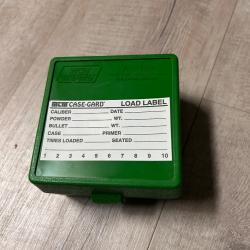 MTM CASE-GARD® LOAD LABEL
CALIBER DATE
POWDER WT.
BULLET WT.
CASE PRIMER
TIMES LOADED SEATED
1 2 3 4 5 6 7 8 9 10